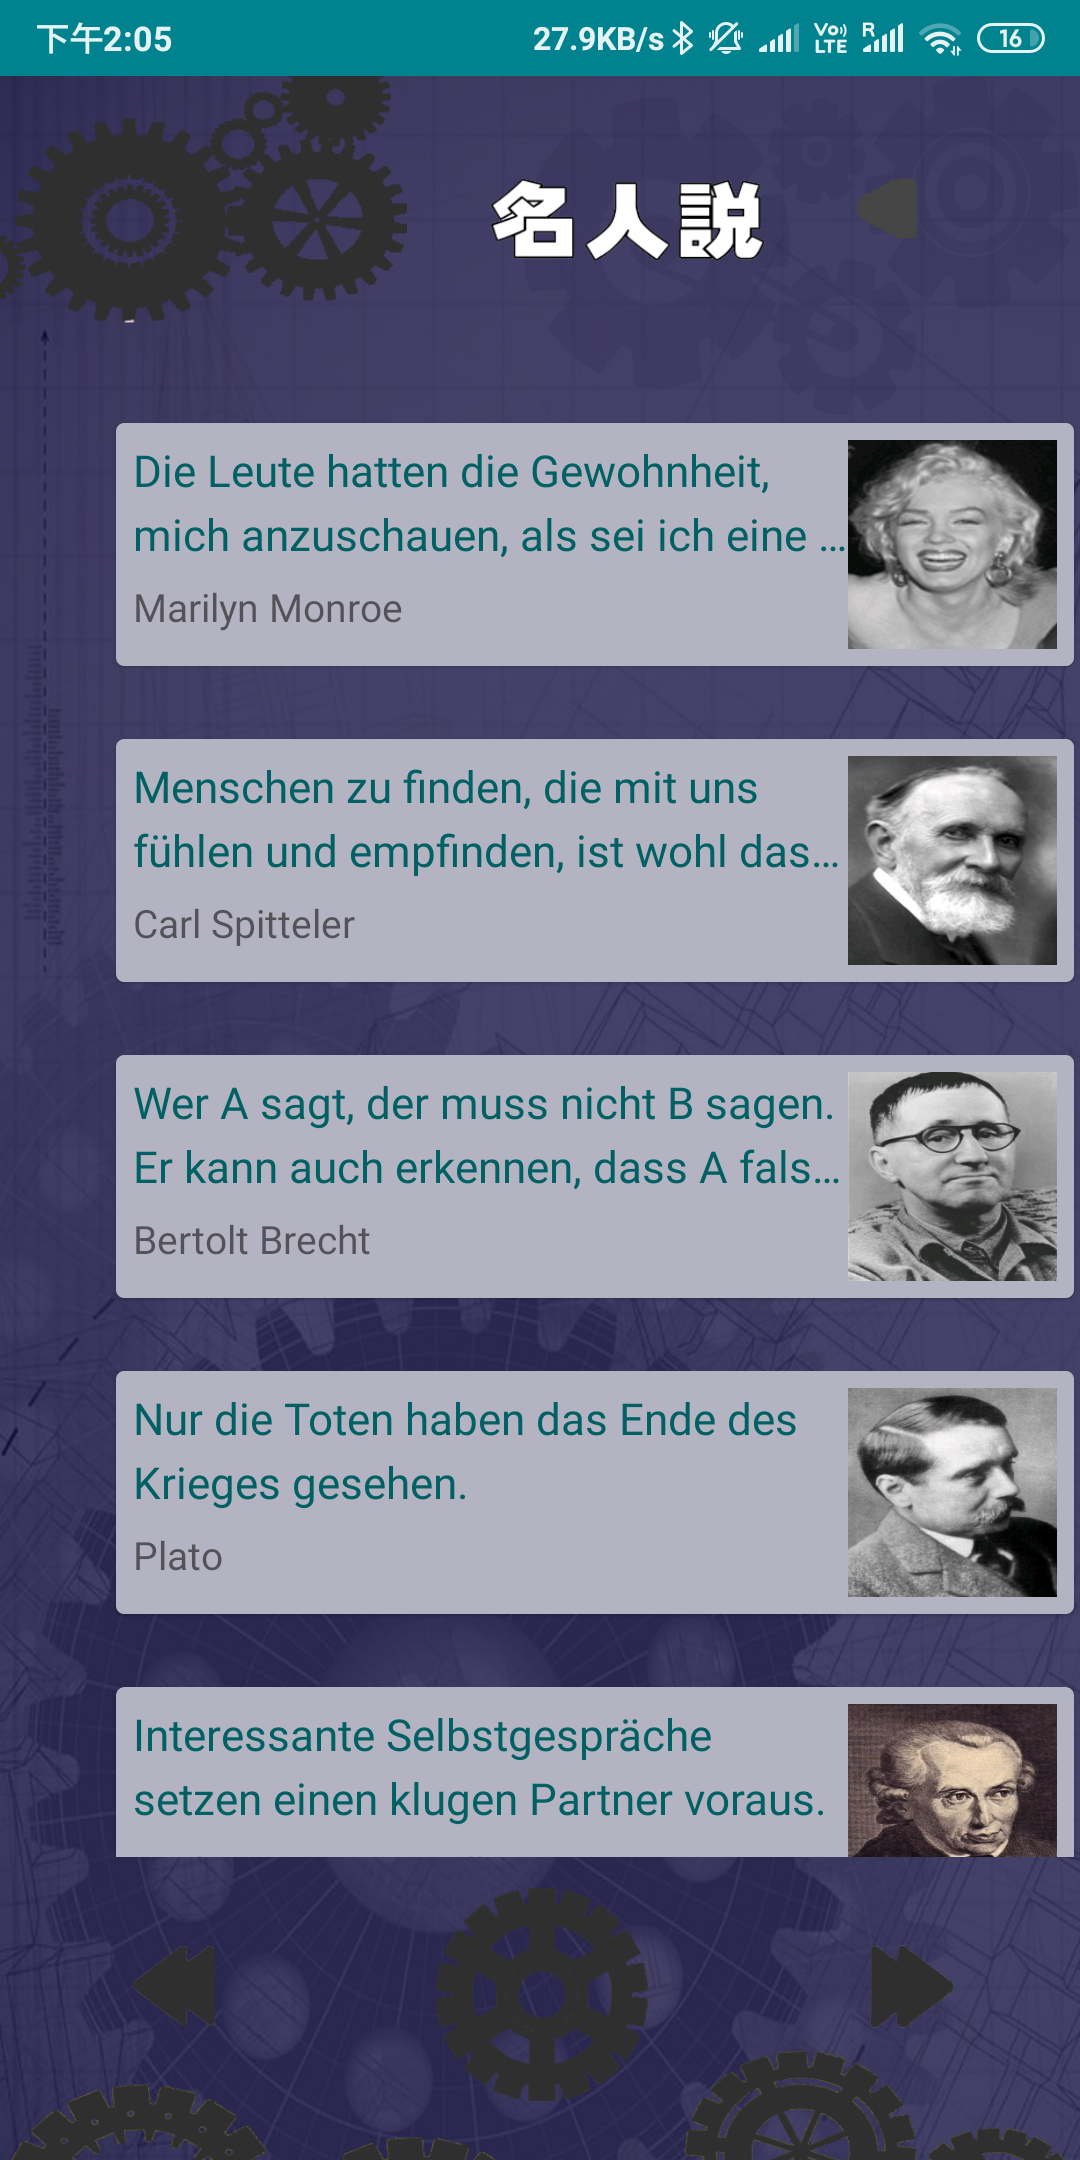 下午2:05
27.9KB/s
Vo)) LTE
R
16
名人説
Die Leute hatten die Gewohnheit,
mich anzuschauen, als sei ich eine ...
Marilyn Monroe
Menschen zu finden, die mit uns
fühlen und empfinden, ist wohl das...
Carl Spitteler
Wer A sagt, der muss nicht B sagen.
Er kann auch erkennen, dass A fals...
Bertolt Brecht
Nur die Toten haben das Ende des
Krieges gesehen.
Plato
Interessante Selbstgespräche
setzen einen klugen Partner voraus.